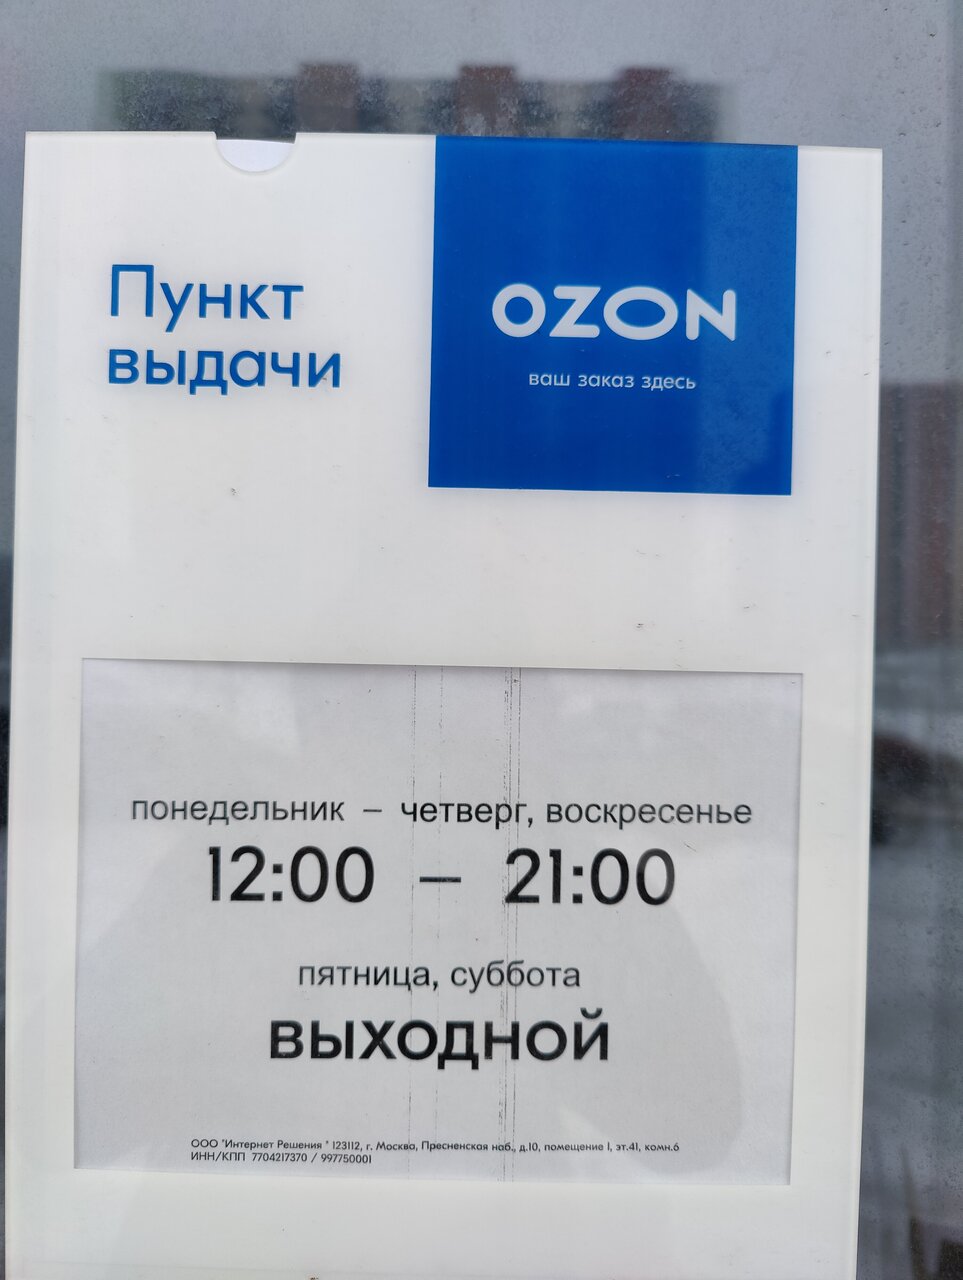 Пункт
выдачи
OZON
ваш заказ здесь
понедельник – четверг, воскресенье
12:00 – 21:00
пятница, суббота
ВЫХОДНОЙ
ООО "Интернет Решения " 123112, г. Москва, Пресненская наб., д.10, помещение I, эт.41, комн.6
ИНН/КПП 7704217370 / 997750001